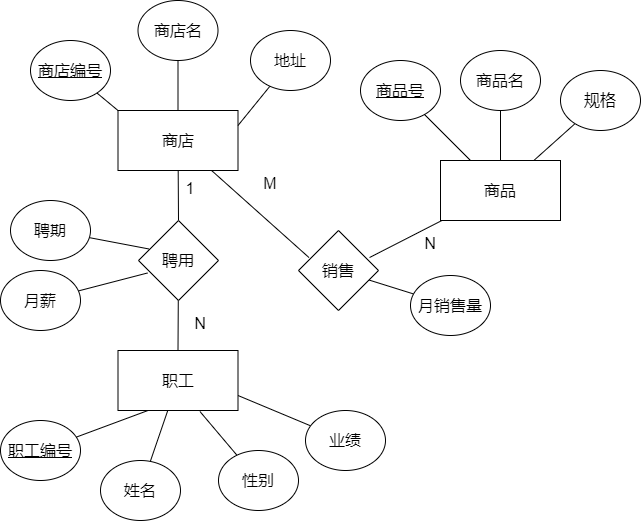 商店名
商店编号
地址
商品名
商品号
规格
商店
商品
1
M
聘期
N
聘用
销售
月薪
月销售量
N
职工
业绩
职工编号
性别
姓名